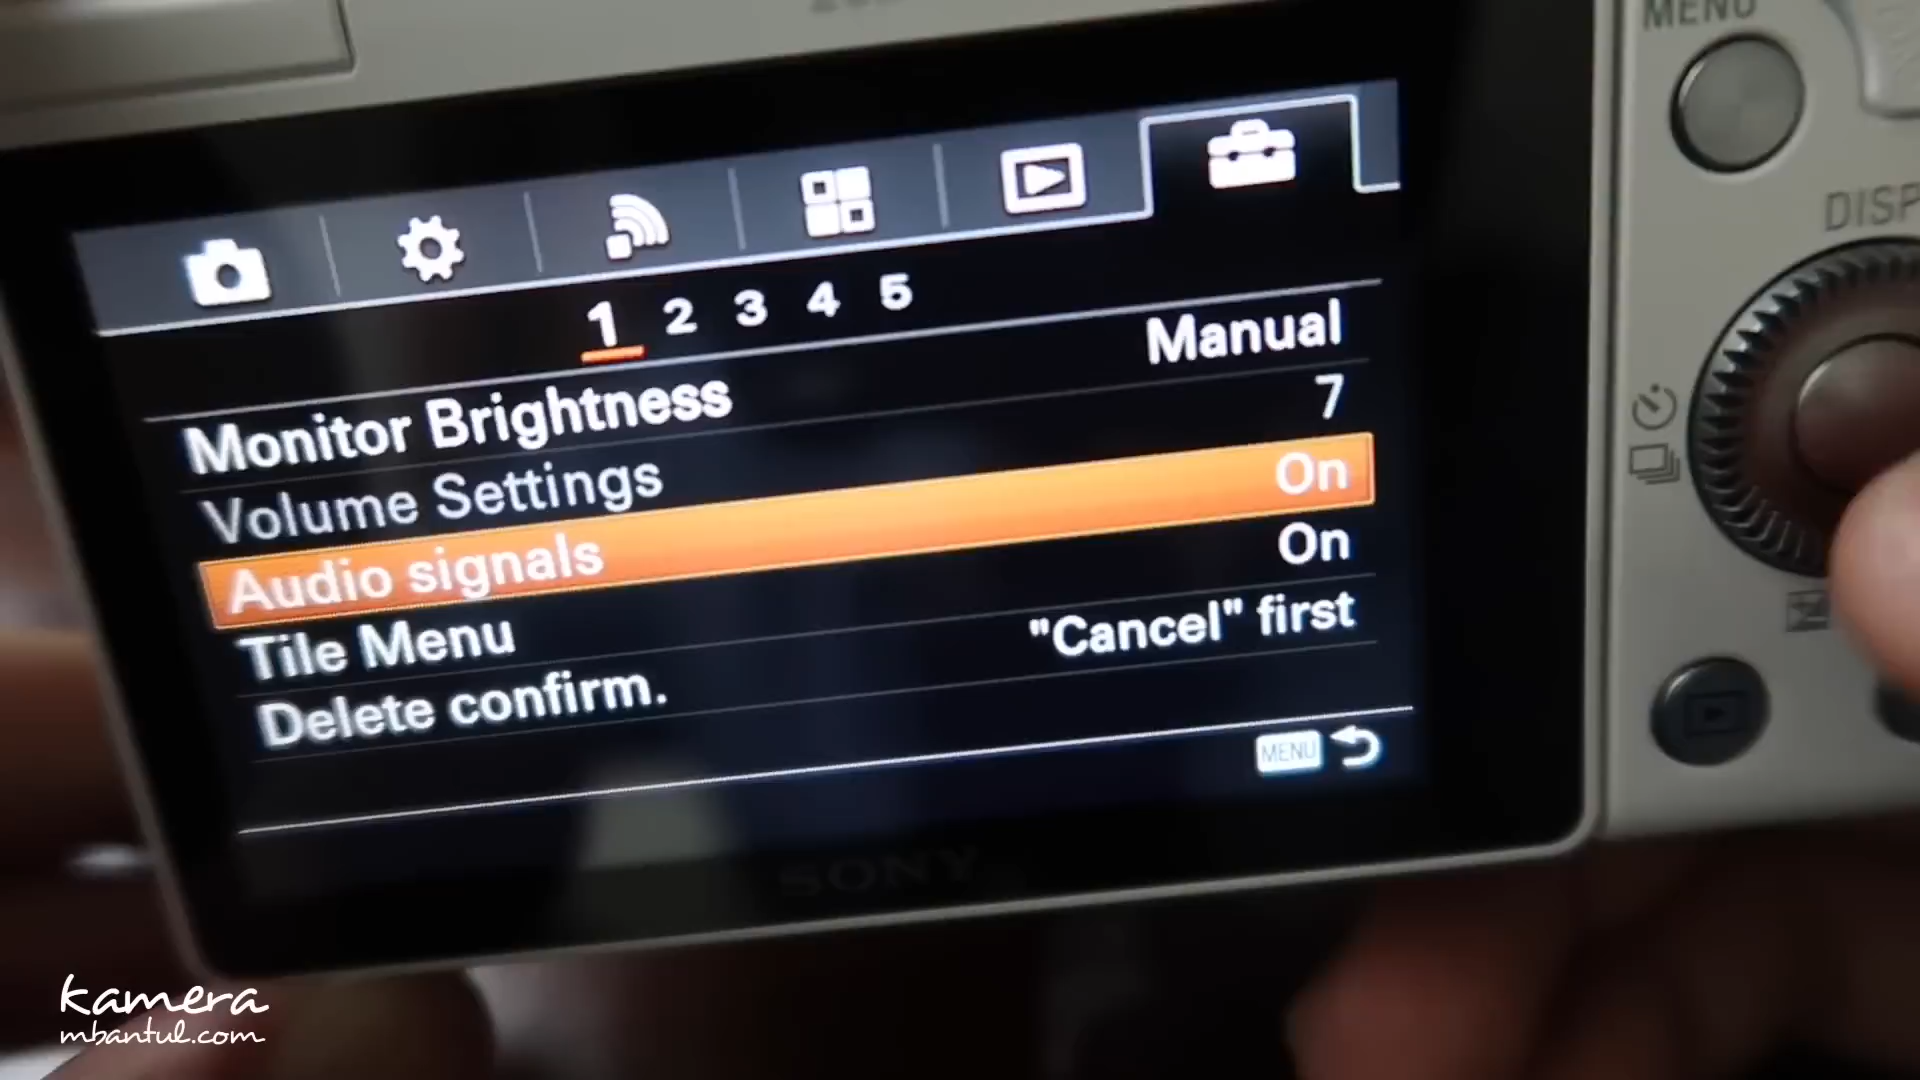 MENU
DISP
1 2 3 4 5
Monitor Brightness Manual
Volume Settings 7
Audio signals On
Tile Menu On
Delete confirm. "Cancel" first
MENU
SONY
kamera
mbantul.com